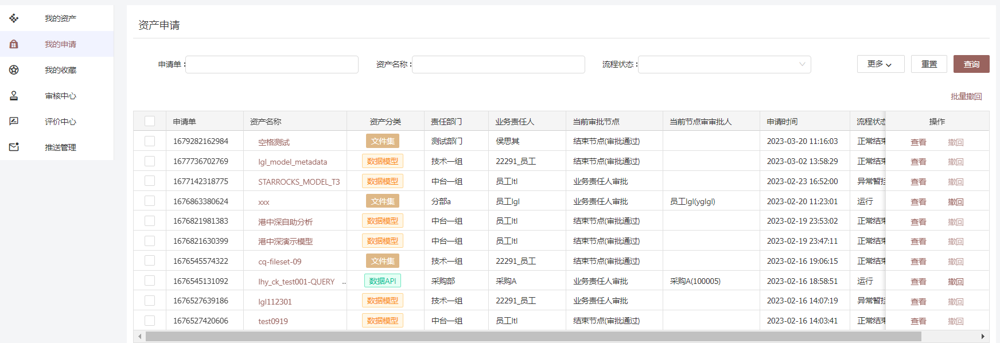 我的资产
我的申请
我的收藏
审核中心
评价中心
推送管理
资产申请
申请单 :
资产名称 :
流程状态 :
更多
重置
查询
批量撤回
申请单 资产名称 资产分类 责任部门 业务责任人 当前审批节点 当前节点审审批人 申请时间 流程状态 操作
1679282162984 空格测试 文件集 测试部门 侯思其 结束节点(审批通过) 2023-03-20 11:16:03 正常结束 查看 撤回
1677736702769 lgl_model_metadata 数据模型 技术一组 22291_员工 结束节点(审批通过) 2023-03-02 13:58:29 正常结束 查看 撤回
1677142318775 STARROCKS_MODEL_T3 数据模型 中台一组 员工ltl 业务责任人审批 2023-02-23 16:52:00 异常暂挂 查看 撤回
1676863380624 xxx 文件集 分部a 员工lgl 业务责任人审批 员工lgl(yglgl) 2023-02-20 11:23:01 运行 查看 撤回
1676821981383 港中深自助分析 数据模型 中台一组 员工ltl 结束节点(审批通过) 2023-02-19 23:53:02 正常结束 查看 撤回
1676821630399 港中深演示模型 数据模型 中台一组 员工ltl 结束节点(审批通过) 2023-02-19 23:47:11 正常结束 查看 撤回
1676545574322 cq-fileset-09 文件集 技术一组 22291_员工 结束节点(审批通过) 2023-02-16 19:06:15 正常结束 查看 撤回
1676545131092 lhy_ck_test001-QUERY .. 数据API 采购部 采购A 业务责任人审批 采购A(100005) 2023-02-16 18:58:51 运行 查看 撤回
1676527639186 lgl112301 数据模型 技术一组 22291_员工 业务责任人审批 2023-02-16 14:07:19 异常暂挂 查看 撤回
1676527420606 test0919 数据模型 中台一组 员工ltl 结束节点(审批通过) 2023-02-16 14:03:41 正常结束 查看 撤回